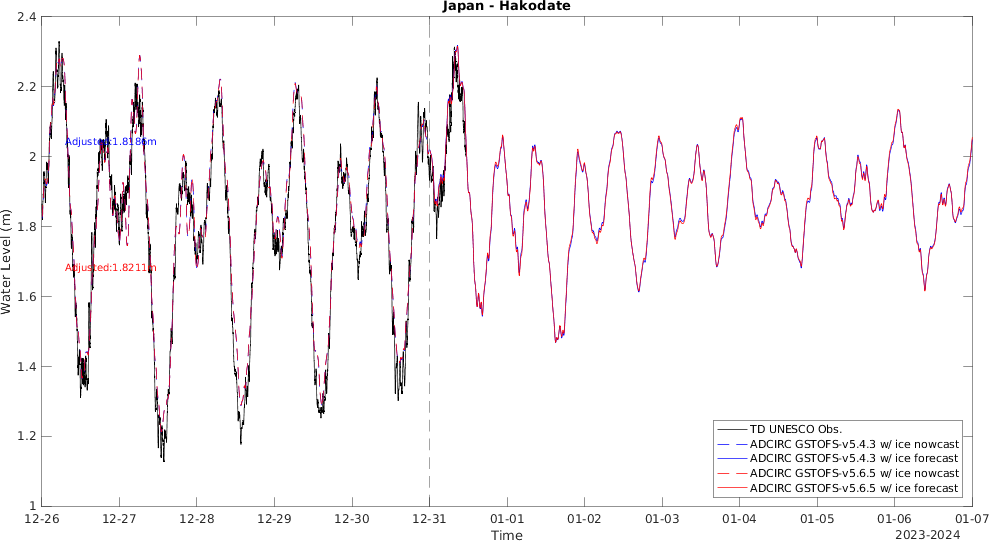 Japan - Hakodate
Water Level (m)
2.4
2.2
2
1.8
1.6
1.4
1.2
1
Adjusted:1.8186m
Adjusted:1.8211m
TD UNESCO Obs.
ADCIRC GSTOFS-v5.4.3 w/ ice nowcast
ADCIRC GSTOFS-v5.4.3 w/ ice forecast
ADCIRC GSTOFS-v5.6.5 w/ ice nowcast
ADCIRC GSTOFS-v5.6.5 w/ ice forecast
12-26 12-27 12-28 12-29 12-30 12-31 01-01 01-02 01-03 01-04 01-05 01-06 01-07
Time
2023-2024